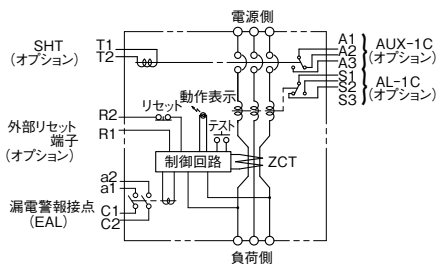 電源側
SHT
(オプション)
T1
T2
A1
A2
A3
AUX-1C
(オプション)
S1
S2
S3
AL-1C
(オプション)
動作表示
リセット
テスト
R2
R1
外部リセット
端子
(オプション)
制御回路
ZCT
a2
a1
漏電警報接点
(EAL)
C1
C2
負荷側